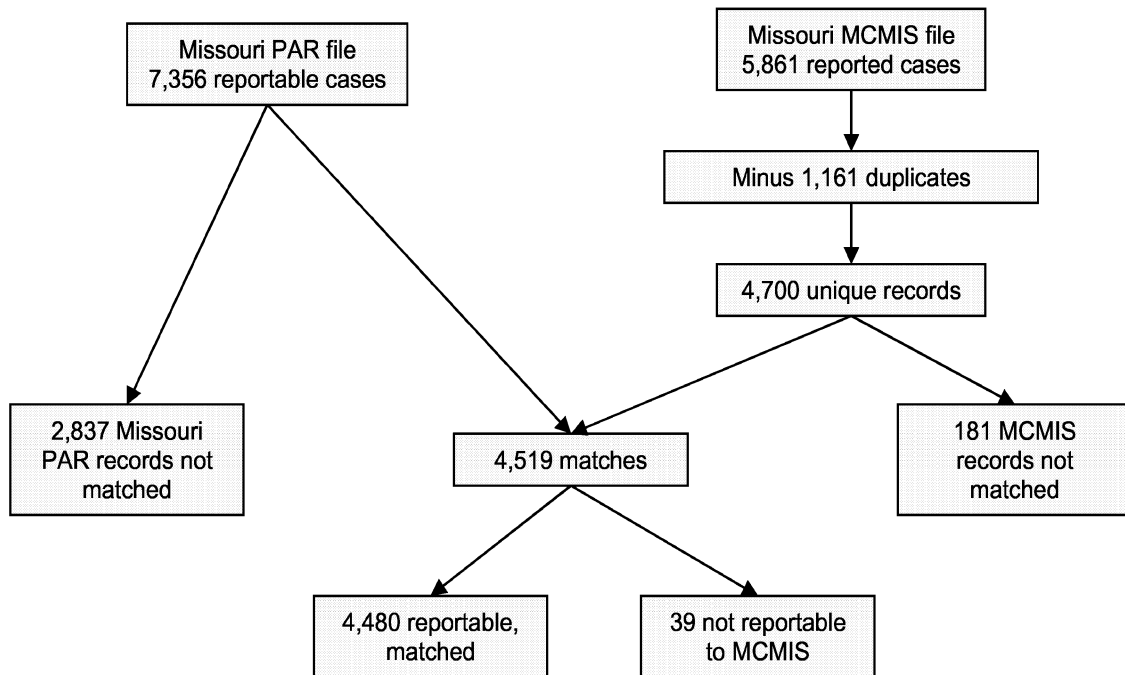 Missouri PAR file
7,356 reportable cases
Missouri MCMIS file
5,861 reported cases
Minus 1,161 duplicates
4,700 unique records
2,837 Missouri
PAR records not
matched
4,519 matches
181 MCMIS
records not
matched
4,480 reportable,
matched
39 not reportable
to MCMIS